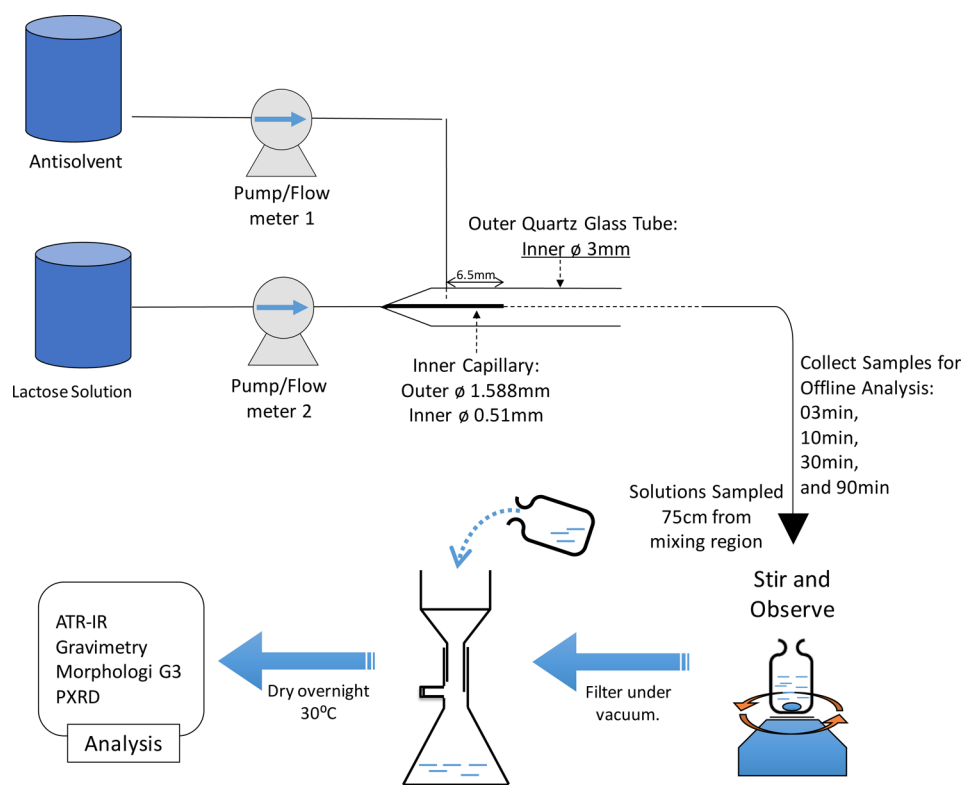 Antisolvent
Pump/Flow
meter 1
Outer Quartz Glass Tube:
Inner ø 3mm
6.5mm
Lactose Solution
Pump/Flow
meter 2
Inner Capillary:
Outer ø 1.588mm
Inner ø 0.51mm
Collect Samples for
Offline Analysis:
03min,
10min,
30min,
and 90min
Solutions Sampled
75cm from
mixing region
Stir and
Observe
Filter under
vacuum.
Dry overnight
30⁰C
ATR-IR
Gravimetry
Morphologi G3
PXRD
Analysis